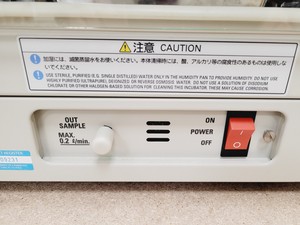 ⚠注意 CAUTION
加湿には、滅菌蒸留水をお使いください。本体清掃時には、酸、アルカリ等の腐食性のあるものは使用しな
いでください。
USE STERILE, PURIFIED (E.G. SINGLE DISTILLED) WATER ONLY IN THE HUMIDITY PAN TO PROVIDE HUMIDITY. DO NOT USE
HIGHLY PURE (ULTRAPURE), DEIONIZED OR REVERSE OSMOSIS WATER. DO NOT USE A SOLUTION OF SODIUM
CHLORATE OR OTHER HALOGEN BASED SOLUTION FOR CLEANING THIS INCUBATOR. THESE MAY CAUSE CORROSION.
OUT
SAMPLE
MAX.
0.2 ℓ/min.
ON
POWER
OFF